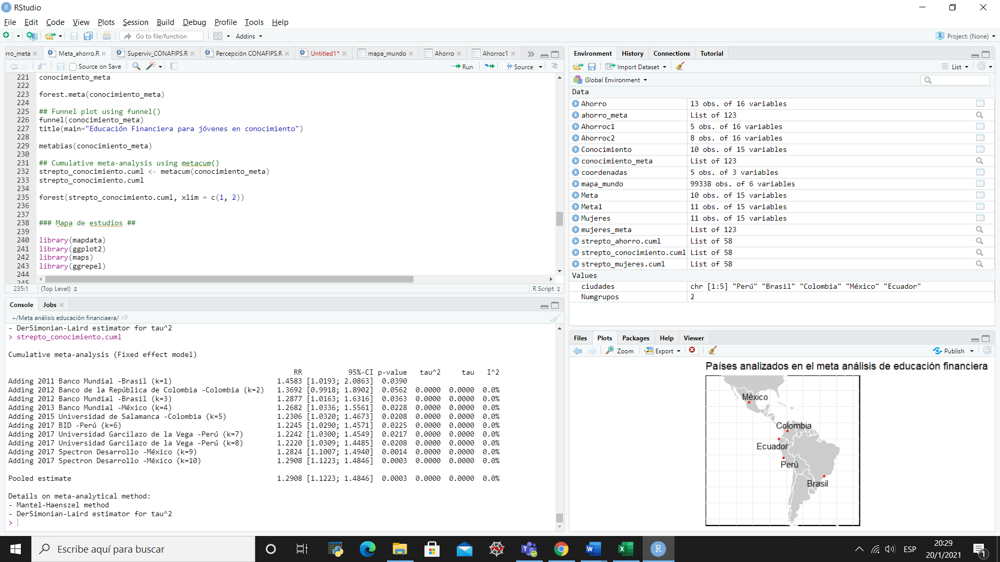 RStudio
File Edit Code View Plots Session Build Debug Profile Tools Help
Go to file/function Addins Project: (None)
rro_meta Meta_ahorro.R Superviv_CONAFIPS.R Percepción CONAFIPS.R Untitled1* mapa_mundo Ahorro Ahorroc1
Source on Save Run Source
221 conocimiento_meta
222
223 forest.meta(conocimiento_meta)
224
225 ## Funnel plot using funnel()
226 funnel(conocimiento_meta)
227 title(main="Educación Financiera para jóvenes en conocimiento")
228
229 metabias(conocimiento_meta)
230
231 ## Cumulative meta-analysis using metacum()
232 strepto_conocimiento.cuml <- metacum(conocimiento_meta)
233 strepto_conocimiento.cuml
234
235 forest(strepto_conocimiento.cuml, xlim = c(1, 2))
236
237
238 ### Mapa de estudios ##
239
240 library(mapdata)
241 library(ggplot2)
242 library(maps)
243 library(ggrepel)
244
245
235:1 (Top Level) R Script
Console Jobs
~/Meta análisis educación financiaera/
- DerSimonian-Laird estimator for tau^2
> strepto_conocimiento.cuml
Cumulative meta-analysis (Fixed effect model)
RR 95%-CI p-value tau^2 tau I^2
Adding 2011 Banco Mundial -Brasil (k=1) 1.4583 [1.0193; 2.0863] 0.0390
Adding 2012 Banco de la República de Colombia -Colombia (k=2) 1.3692 [0.9918; 1.8902] 0.0562 0.0000 0.0000 0.0%
Adding 2012 Banco Mundial -Brasil (k=3) 1.2877 [1.0163; 1.6316] 0.0363 0.0000 0.0000 0.0%
Adding 2013 Banco Mundial -México (k=4) 1.2682 [1.0336; 1.5561] 0.0228 0.0000 0.0000 0.0%
Adding 2015 Universidad de Salamanca -Colombia (k=5) 1.2306 [1.0320; 1.4673] 0.0208 0.0000 0.0000 0.0%
Adding 2017 BID -Perú (k=6) 1.2245 [1.0290; 1.4571] 0.0225 0.0000 0.0000 0.0%
Adding 2017 Universidad Garcilazo de la Vega -Perú (k=7) 1.2242 [1.0300; 1.4549] 0.0217 0.0000 0.0000 0.0%
Adding 2017 Universidad Garcilazo de la Vega -Perú (k=8) 1.2220 [1.0309; 1.4485] 0.0208 0.0000 0.0000 0.0%
Adding 2017 Spectron Desarrollo -México (k=9) 1.2824 [1.1007; 1.4940] 0.0014 0.0000 0.0000 0.0%
Adding 2017 Spectron Desarrollo -México (k=10) 1.2908 [1.1223; 1.4846] 0.0003 0.0000 0.0000 0.0%
Pooled estimate 1.2908 [1.1223; 1.4846] 0.0003 0.0000 0.0000 0.0%
Details on meta-analytical method:
- Mantel-Haenszel method
- DerSimonian-Laird estimator for tau^2
>
Environment History Connections Tutorial
Import Dataset List
Global Environment
Data
Ahorro 13 obs. of 16 variables
ahorro_meta List of 123
Ahorroc1 5 obs. of 16 variables
Ahorroc2 8 obs. of 16 variables
Conocimiento 10 obs. of 15 variables
conocimiento_meta List of 123
coordenadas 5 obs. of 3 variables
mapa_mundo 99338 obs. of 6 variables
Meta 10 obs. of 15 variables
Meta1 11 obs. of 15 variables
Mujeres 11 obs. of 15 variables
mujeres_meta List of 123
strepto_ahorro.cuml List of 58
strepto_conocimiento.cuml List of 58
strepto_mujeres.cuml List of 58
Values
ciudades chr [1:5] "Perú" "Brasil" "Colombia" "México" "Ecuador"
Numgrupos 2
Files Plots Packages Help Viewer
Zoom Export Publish
Países analizados en el meta análisis de educación financiera
México
Colombia
Ecuador
Perú
Brasil
Escribe aquí para buscar
ESP
20:29
20/1/2021
1